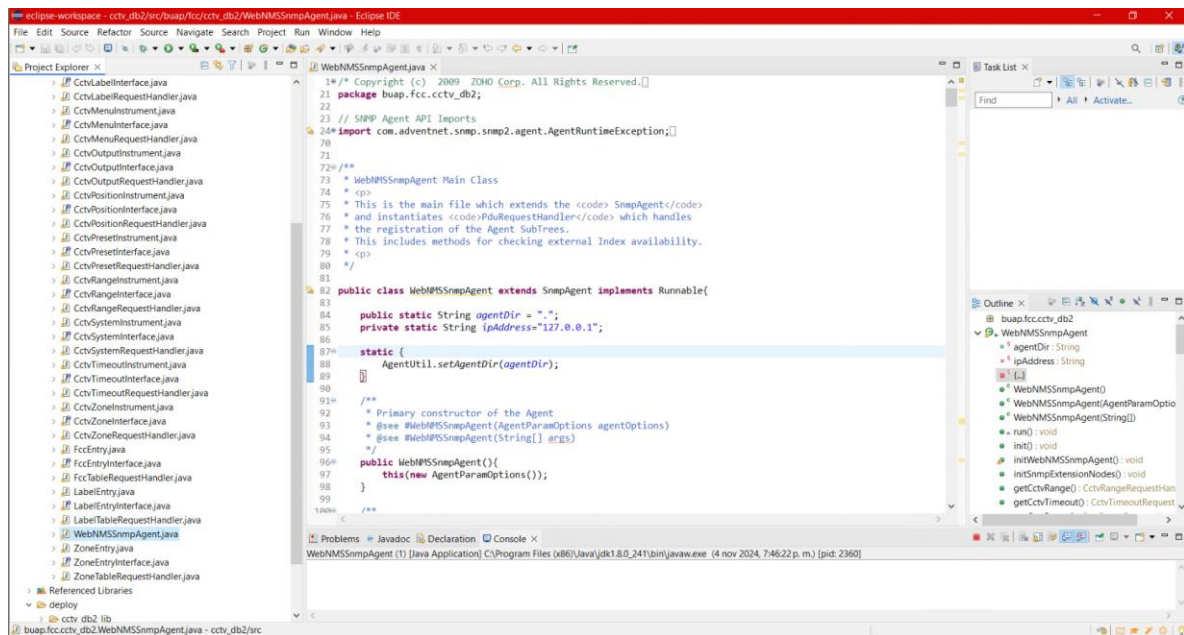 eclipse-workspace - cctv_db2/src/buap/fcc/cctv_db2/WebNMSSnmpAgent.java - Eclipse IDE
File Edit Source Refactor Source Navigate Search Project Run Window Help
Project Explorer
CctvLabelInterface.java
CctvLabelRequestHandler.java
CctvMenuInstrument.java
CctvMenuInterface.java
CctvMenuRequestHandler.java
CctvOutputInstrument.java
CctvOutputInterface.java
CctvOutputRequestHandler.java
CctvPositionInstrument.java
CctvPositionInterface.java
CctvPositionRequestHandler.java
CctvPresetInstrument.java
CctvPresetInterface.java
CctvPresetRequestHandler.java
CctvRangeInstrument.java
CctvRangeInterface.java
CctvRangeRequestHandler.java
CctvSystemInstrument.java
CctvSystemInterface.java
CctvSystemRequestHandler.java
CctvTimeoutInstrument.java
CctvTimeoutInterface.java
CctvTimeoutRequestHandler.java
CctvZoneInstrument.java
CctvZoneInterface.java
CctvZoneRequestHandler.java
FccEntry.java
FccEntryInterface.java
FccTableRequestHandler.java
LabelEntry.java
LabelEntryInterface.java
LabelTableRequestHandler.java
WebNMSSnmpAgent.java
ZoneEntry.java
ZoneEntryInterface.java
ZoneTableRequestHandler.java
Referenced Libraries
deploy
cctv_db2_lib
WebNMSSnmpAgent.java
1 /* Copyright (c) 2009 ZOHO Corp. All Rights Reserved.
21 package buap.fcc.cctv_db2;
22
23 // SNMP Agent API Imports
24 import com.adventnet.snmp.snmp2.agent.AgentRuntimeException;
70
71
72 /**
73 * WebNMSSnmpAgent Main Class
74 * <p>
75 * This is the main file which extends the <code> SnmpAgent</code>
76 * and instantiates <code>PduRequestHandler</code> which handles
77 * the registration of the Agent SubTrees.
78 * This includes methods for checking external Index availability.
79 * <p>
80 */
81
82 public class WebNMSSnmpAgent extends SnmpAgent implements Runnable{
83
84 public static String agentDir = ".";
85 private static String ipAddress="127.0.0.1";
86
87 static {
88 AgentUtil.setAgentDir(agentDir);
89 }
90
91 /**
92 * Primary constructor of the Agent
93 * @see #WebNMSSnmpAgent(AgentParamOptions agentOptions)
94 * @see #WebNMSSnmpAgent(String[] args)
95 */
96 public WebNMSSnmpAgent(){
97 this(new AgentParamOptions());
98 }
99
100 /**
Problems Javadoc Declaration Console
WebNMSSnmpAgent (1) [Java Application] C:\Program Files (x86)\Java\jdk1.8.0_241\bin\javaw.exe (4 nov 2024, 7:46:22 p. m.) [pid: 2360]
Task List
Find All Activate...
Outline
buap.fcc.cctv_db2
WebNMSSnmpAgent
agentDir : String
ipAddress : String
{...}
WebNMSSnmpAgent()
WebNMSSnmpAgent(AgentParamOptio
WebNMSSnmpAgent(String[])
run() : void
init() : void
initWebNMSSnmpAgent() : void
initSnmpExtensionNodes() : void
getCctvRange() : CctvRangeRequestHan
getCctvTimeout() : CctvTimeoutRequest
buap.fcc.cctv_db2.WebNMSSnmpAgent.java - cctv_db2/src